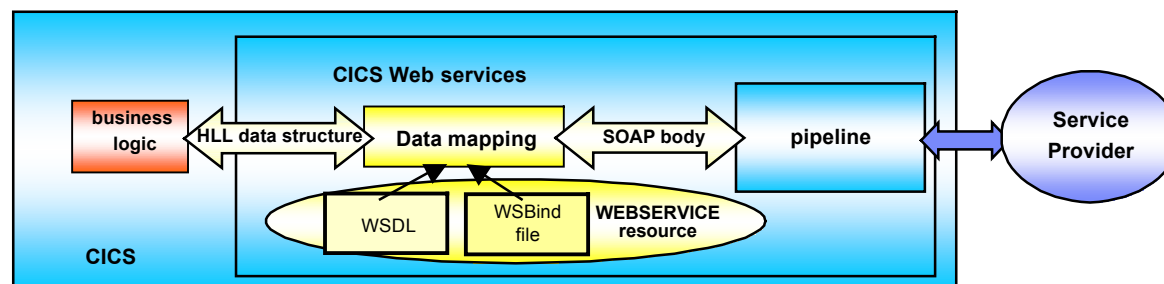 CICS Web services
business
logic
HLL data structure
Data mapping
SOAP body
pipeline
Service
Provider
WSDL
WSBind
file
WEBSERVICE
resource
CICS